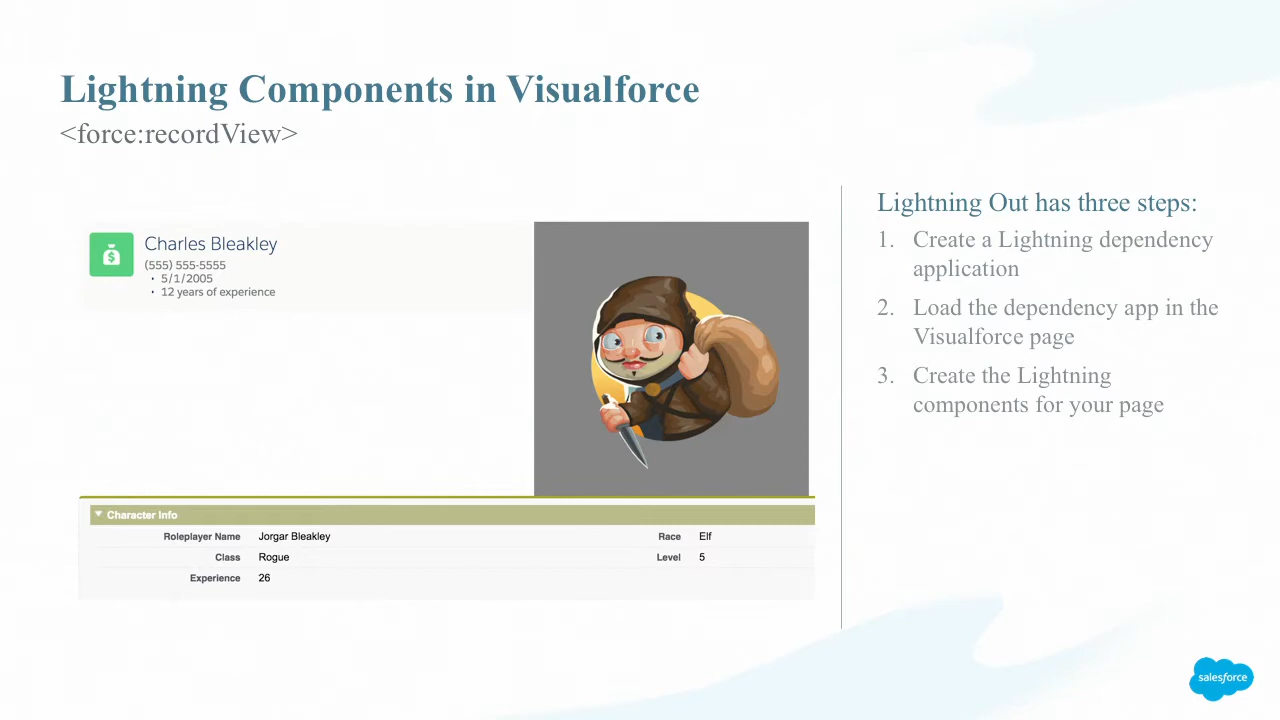 Lightning Components in Visualforce
<force:recordView>
Charles Bleakley
(555) 555-5555
• 5/1/2005
• 12 years of experience
Character Info
Roleplayer Name Jorgar Bleakley Race Elf
Class Rogue Level 5
Experience 26
Lightning Out has three steps:
1. Create a Lightning dependency
application
2. Load the dependency app in the
Visualforce page
3. Create the Lightning
components for your page
salesforce